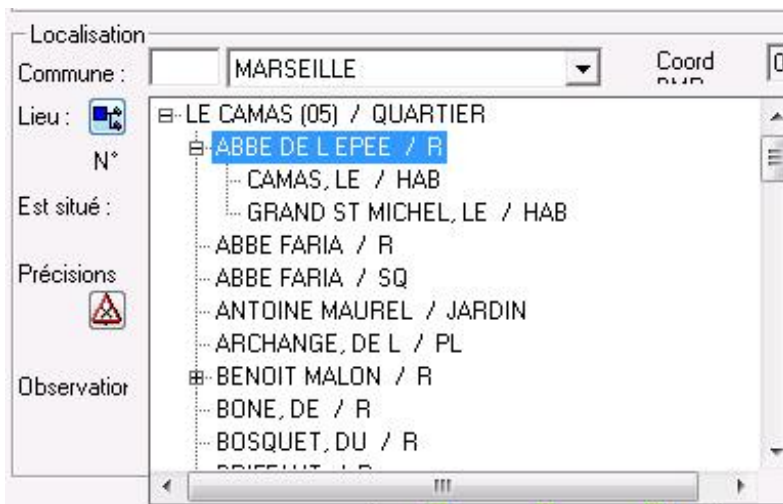 Localisation
Commune : MARSEILLE Coord
Lieu : LE CAMAS (05) / QUARTIER
ABBE DE L EPEE / R
N° CAMAS, LE / HAB
Est situé : GRAND ST MICHEL, LE / HAB
ABBE FARIA / R
Précisions ABBE FARIA / SQ
ANTOINE MAUREL / JARDIN
ARCHANGE, DE L / PL
Observation BENOIT MALON / R
BONE, DE / R
BOSQUET, DU / R